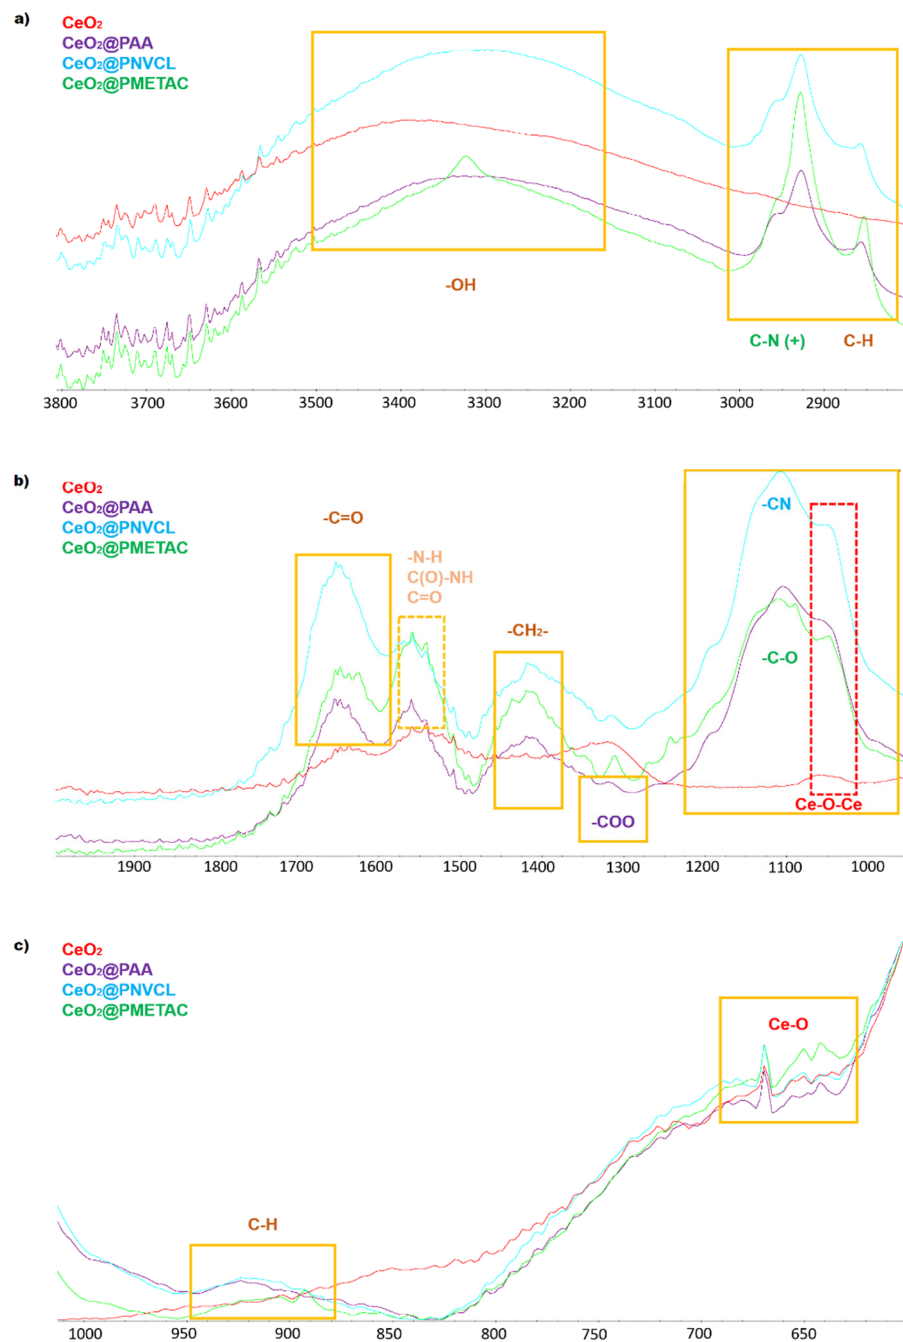 a)
CeO₂
CeO₂@PAA
CeO₂@PNVCL
CeO₂@PMETAC
-OH
C-N (+) C-H
3800 3700 3600 3500 3400 3300 3200 3100 3000 2900
b)
CeO₂
CeO₂@PAA
CeO₂@PNVCL
CeO₂@PMETAC
-C=O
-N-H
C(O)-NH
C=O
-CH₂-
-CN
-C-O
-COO
Ce-O-Ce
1900 1800 1700 1600 1500 1400 1300 1200 1100 1000
c)
CeO₂
CeO₂@PAA
CeO₂@PNVCL
CeO₂@PMETAC
Ce-O
C-H
1000 950 900 850 800 750 700 650